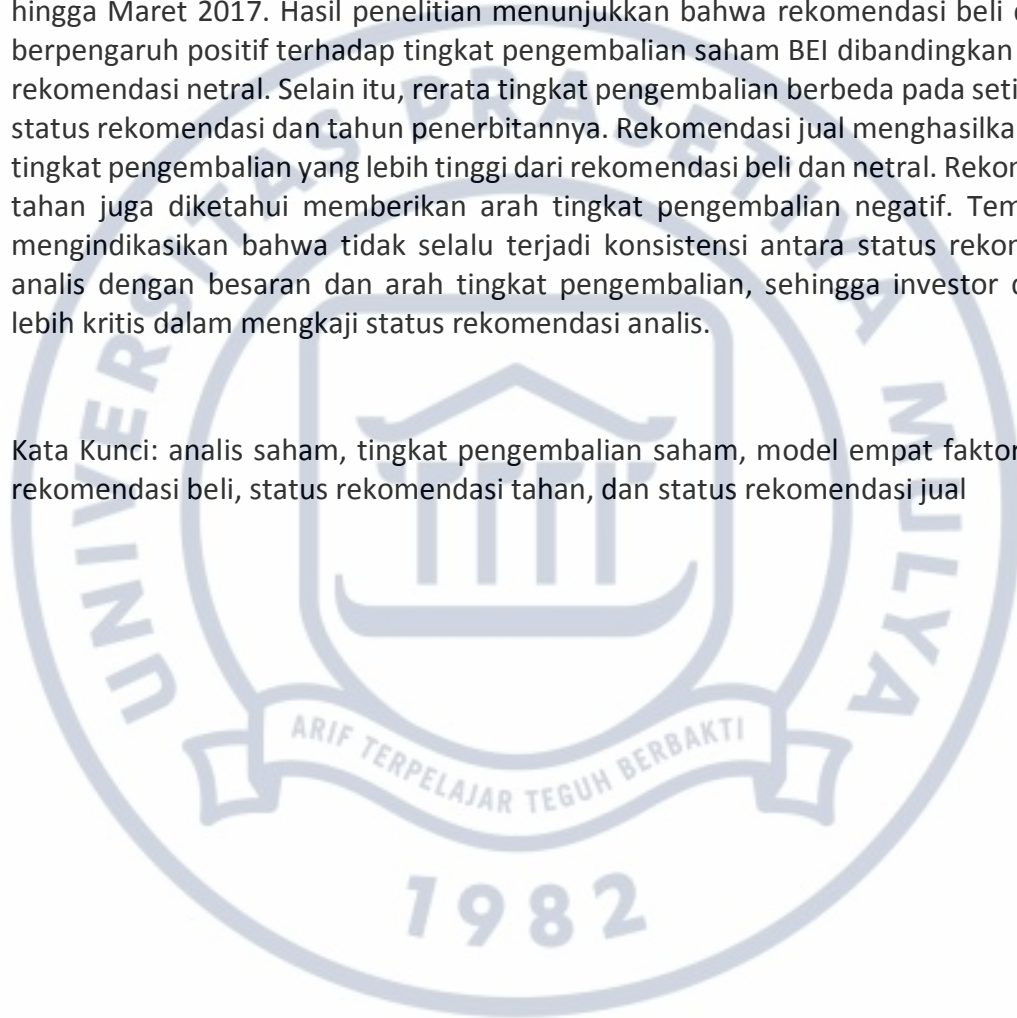 hingga Maret 2017. Hasil penelitian menunjukkan bahwa rekomendasi beli
berpengaruh positif terhadap tingkat pengembalian saham BEI dibandingkan
rekomendasi netral. Selain itu, rerata tingkat pengembalian berbeda pada
status rekomendasi dan tahun penerbitannya. Rekomendasi jual
tingkat pengembalian yang lebih tinggi dari rekomendasi beli dan netral.
tahan juga diketahui memberikan arah tingkat pengembalian negatif.
mengindikasikan bahwa tidak selalu terjadi konsistensi antara status
analis dengan besaran dan arah tingkat pengembalian, sehingga investor
lebih kritis dalam mengkaji status rekomendasi analis.
Kata Kunci: analis saham, tingkat pengembalian saham, model empat faktor
rekomendasi beli, status rekomendasi tahan, dan status rekomendasi jual
UNIVERSITAS PRASETIYA MULYA
ARIF TERPELAJAR TEGUH BERBAKTI
1982